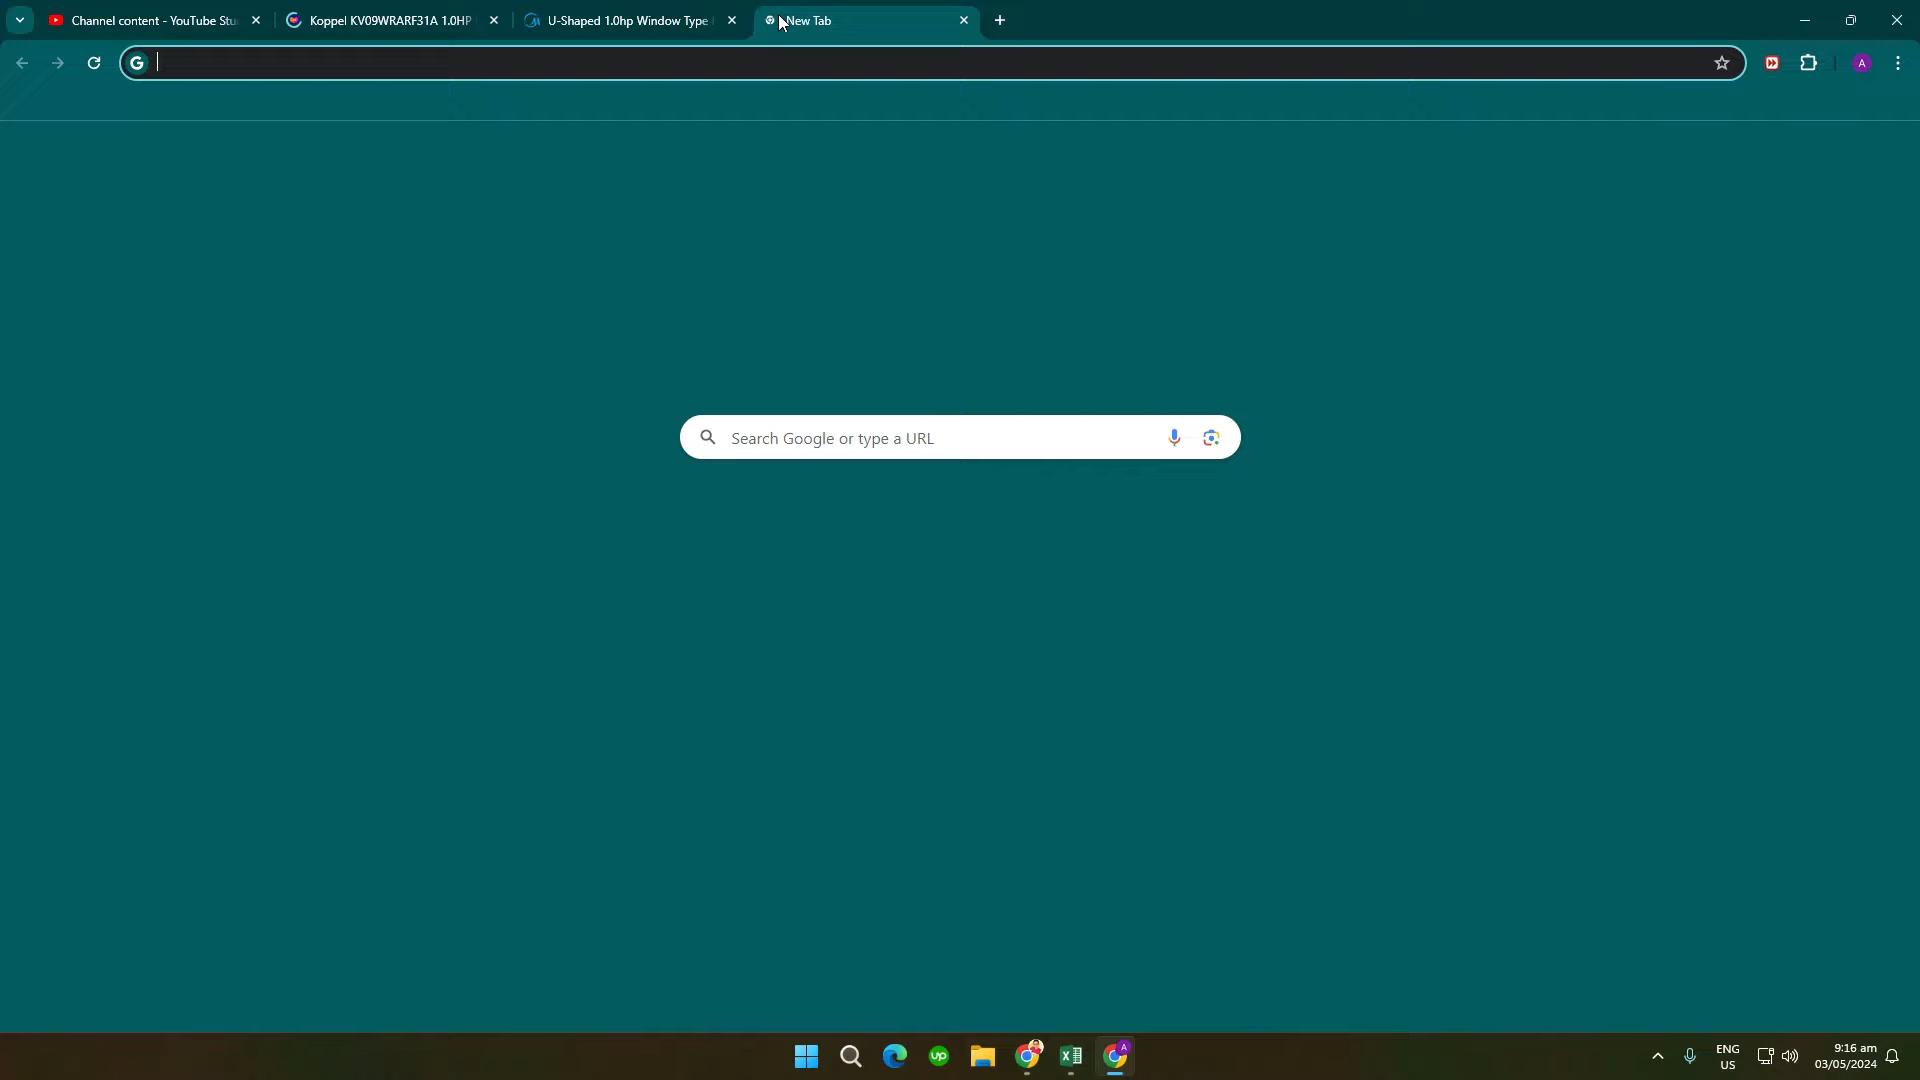 Channel content - YouTube Stu
Koppel KV09WRARF31A 1.0HP
U-Shaped 1.0hp Window Type
New Tab
G
A
Search Google or type a URL
up
A
ENG
US
9:16 am
03/05/2024